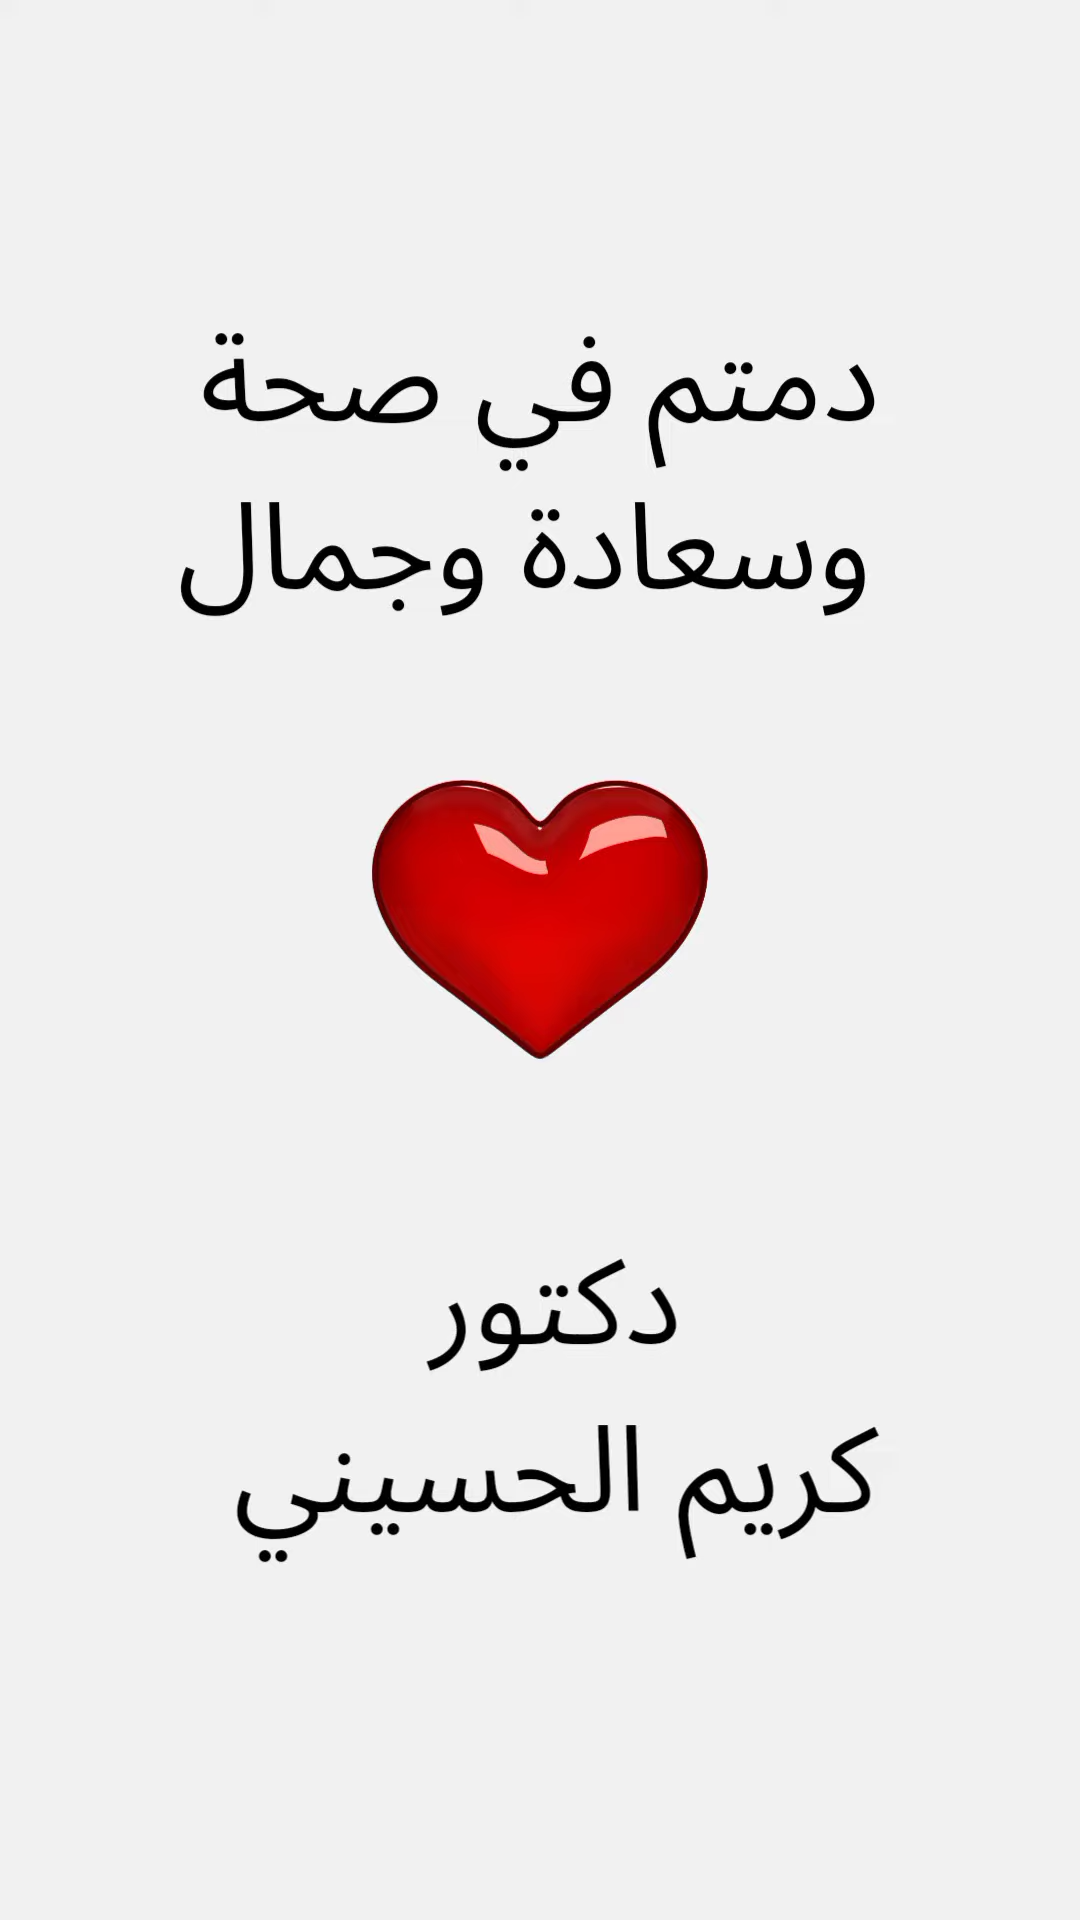 دمتم في صحة
وسعادة وجمال
دكتور
كريم الحسيني